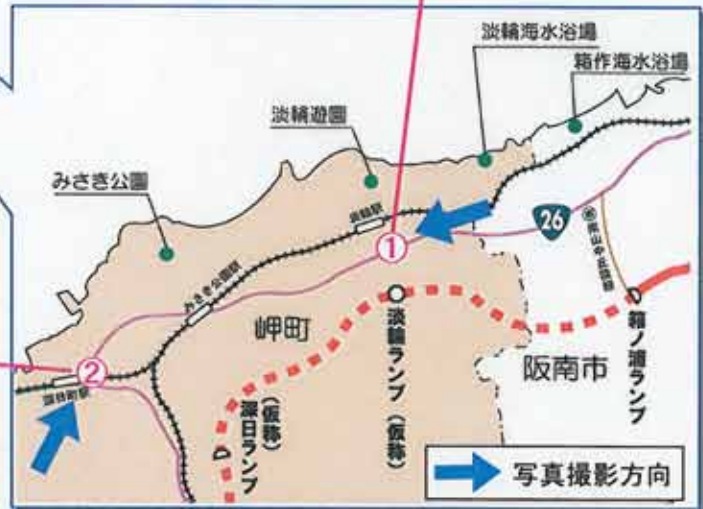 淡輪海水浴場
箱作海水浴場
淡輪遊園
みさき公園
淡輪駅
26
①
みさき公園駅
岬町
淡輪ランプ(仮称)
箱ノ浦ランプ
阪南市
②
深日町駅
深日ランプ(仮称)
写真撮影方向